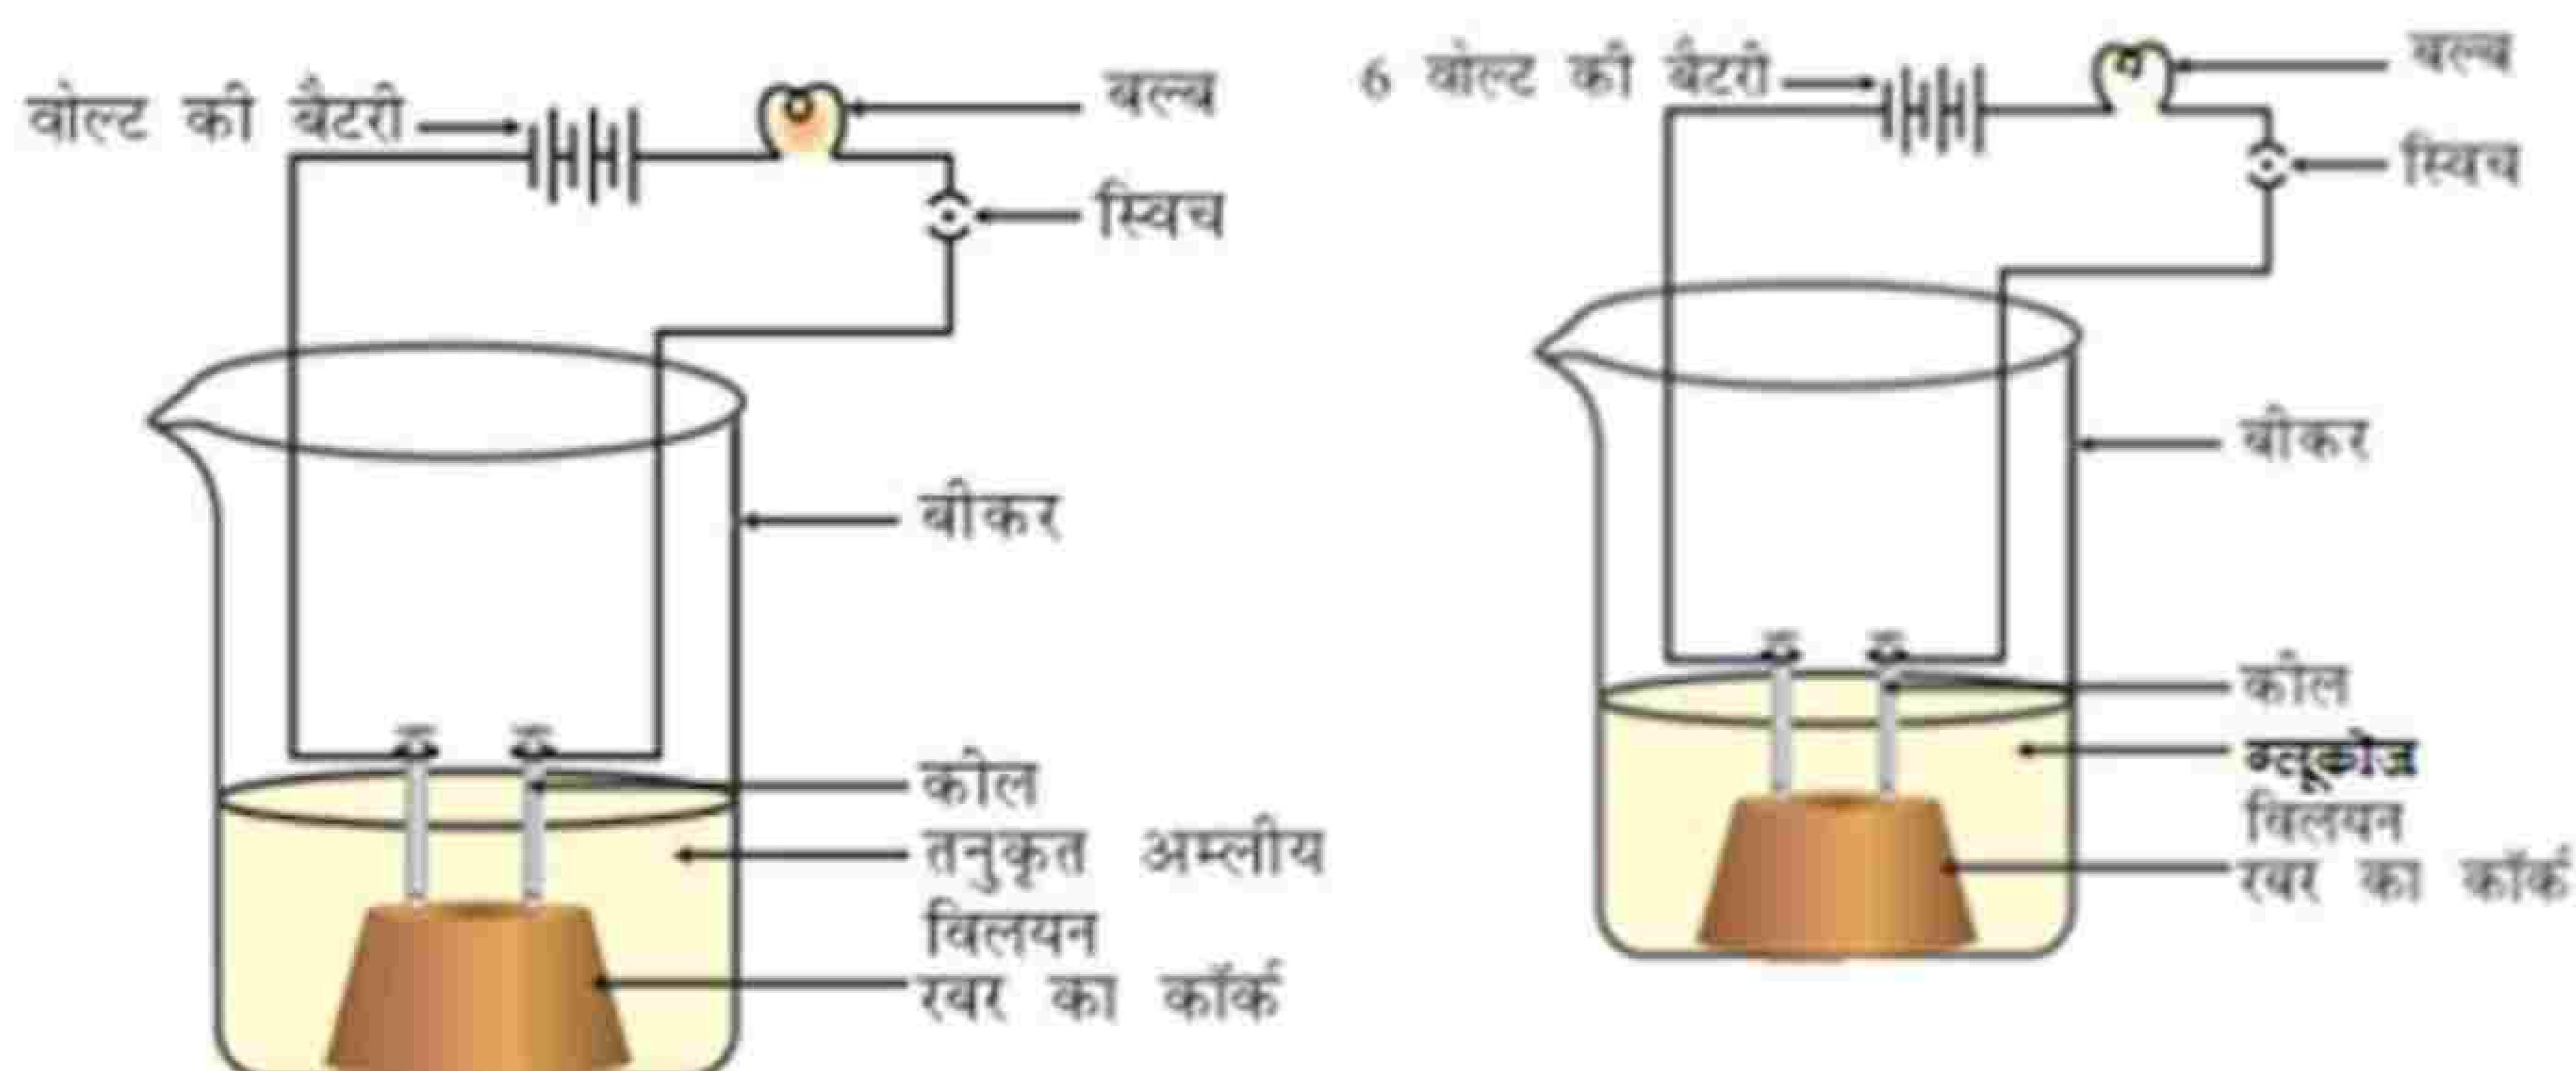 वोल्ट की बैटरी
बल्ब
स्विच
बीकर
कील
तनुकृत अम्लीय
विलयन
रबर का कॉर्क
6 वोल्ट की बैटरी
बल्ब
स्विच
बीकर
कील
ग्लूकोज
विलयन
रबर का कॉर्क